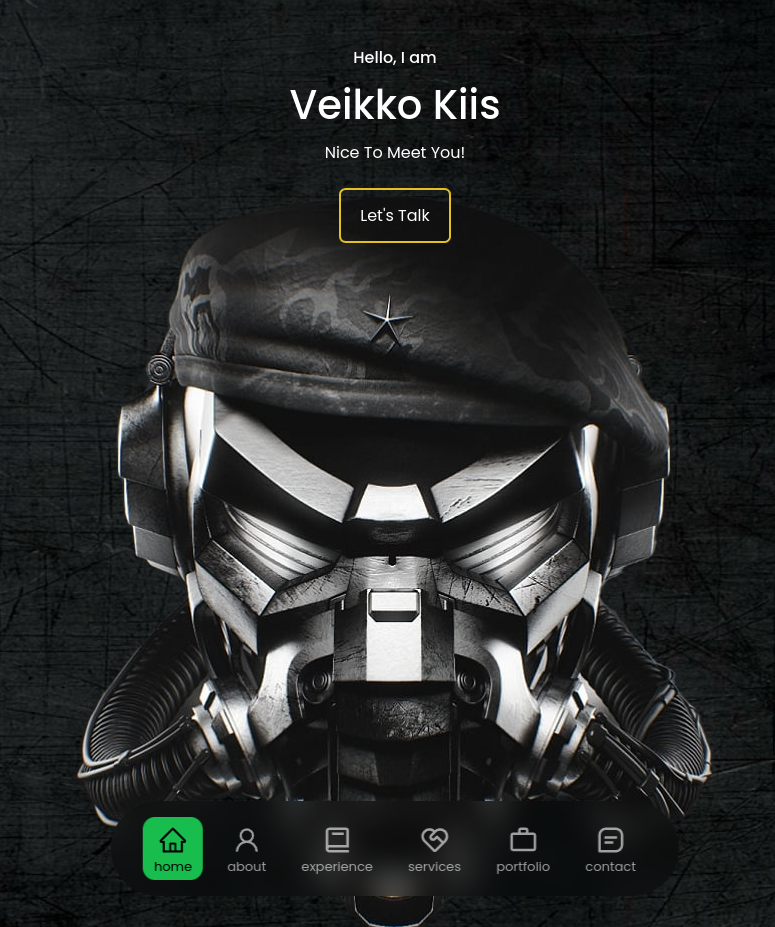 Hello, I am
Veikko Kiis
Nice To Meet You!
Let's Talk
home about experience services portfolio contact